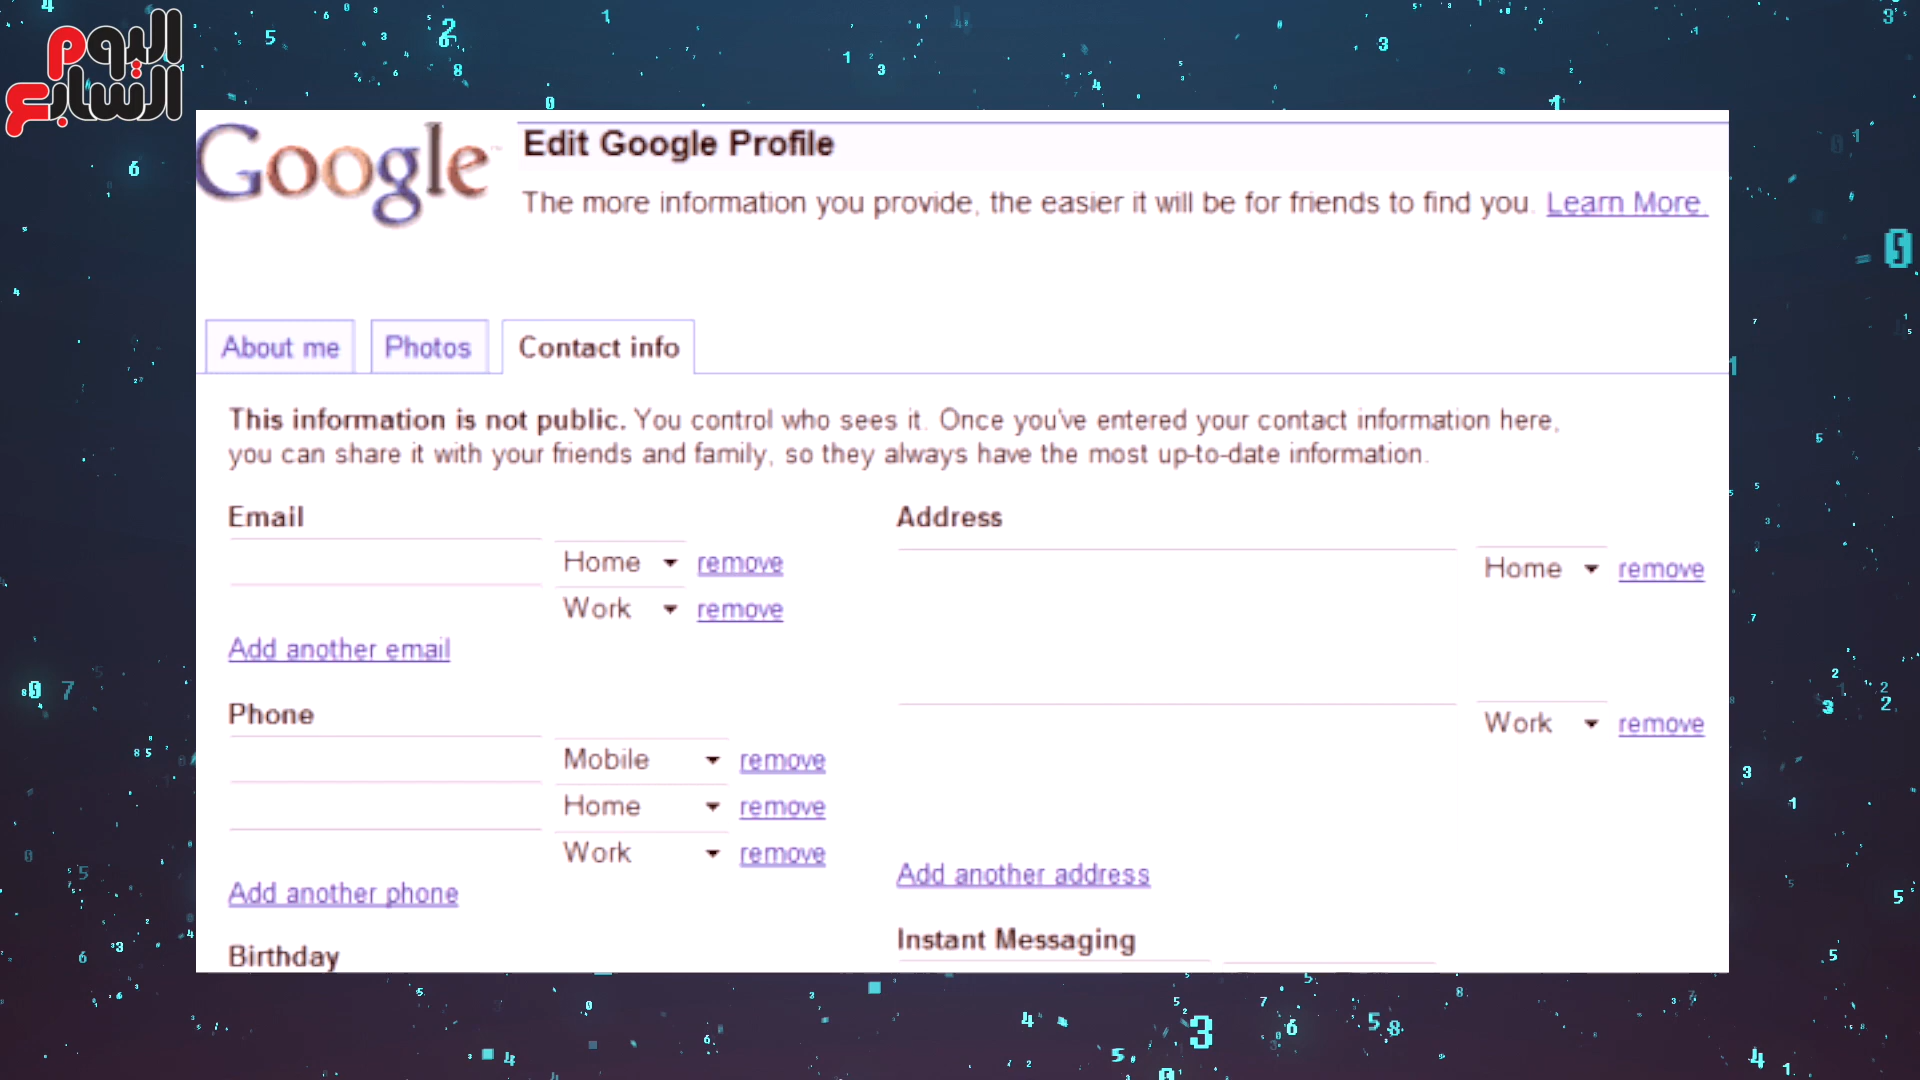 اليوم
السابع
Google
Edit Google Profile
The more information you provide, the easier it will be for friends to find you. Learn More.
About me
Photos
Contact info
This information is not public. You control who sees it. Once you've entered your contact information here,
you can share it with your friends and family, so they always have the most up-to-date information.
Email
Home remove
Work remove
Add another email
Phone
Mobile remove
Home remove
Work remove
Add another phone
Birthday
Address
Home remove
Work remove
Add another address
Instant Messaging